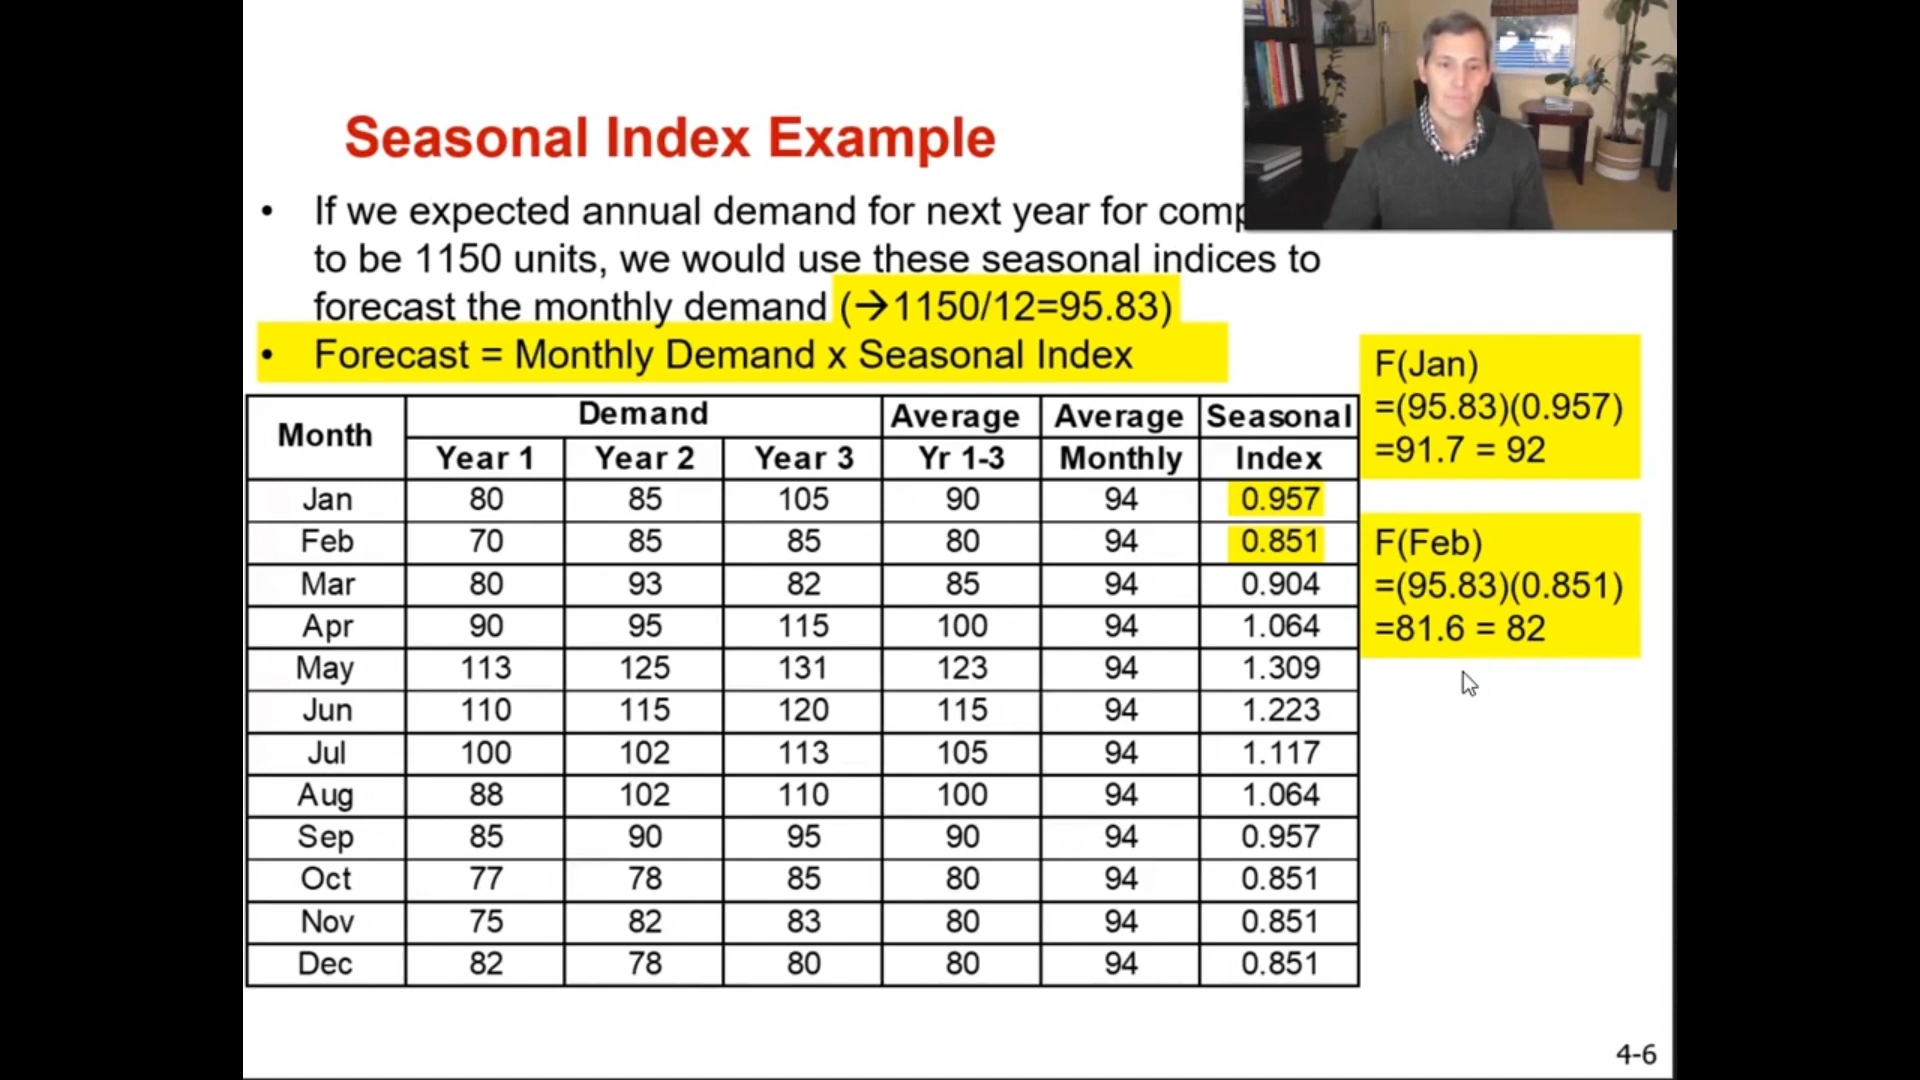 Seasonal Index Example
• If we expected annual demand for next year for
to be 1150 units, we would use these seasonal indices to
forecast the monthly demand (→1150/12=95.83)
• Forecast = Monthly Demand x Seasonal Index
F(Jan)
=(95.83)(0.957)
=91.7 = 92
F(Feb)
=(95.83)(0.851)
=81.6 = 82
Month Demand Average Average Seasonal
Year 1 Year 2 Year 3 Yr 1-3 Monthly Index
Jan 80 85 105 90 94 0.957
Feb 70 85 85 80 94 0.851
Mar 80 93 82 85 94 0.904
Apr 90 95 115 100 94 1.064
May 113 125 131 123 94 1.309
Jun 110 115 120 115 94 1.223
Jul 100 102 113 105 94 1.117
Aug 88 102 110 100 94 1.064
Sep 85 90 95 90 94 0.957
Oct 77 78 85 80 94 0.851
Nov 75 82 83 80 94 0.851
Dec 82 78 80 80 94 0.851
4-6